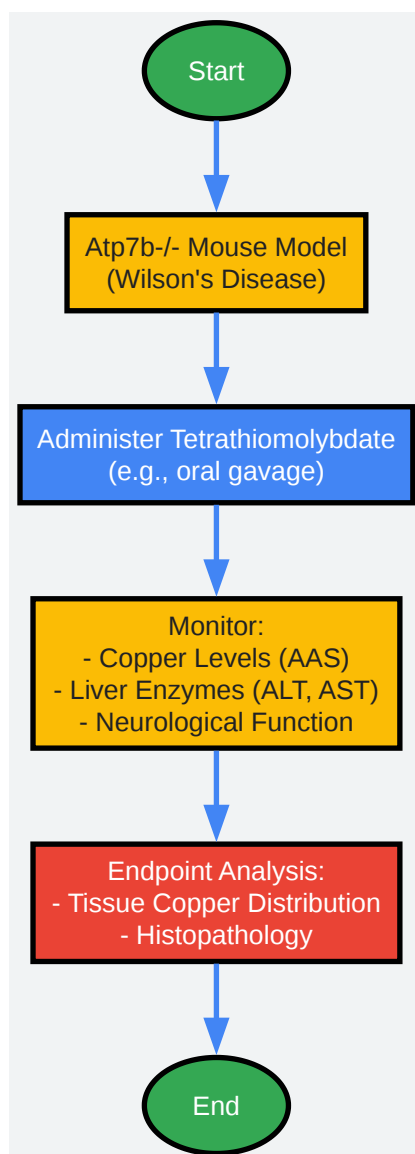 Start
Atp7b-/- Mouse Model
(Wilson's Disease)
Administer Tetrathiomolybdate
(e.g., oral gavage)
Monitor:
- Copper Levels (AAS)
- Liver Enzymes (ALT, AST)
- Neurological Function
Endpoint Analysis:
- Tissue Copper Distribution
- Histopathology
End